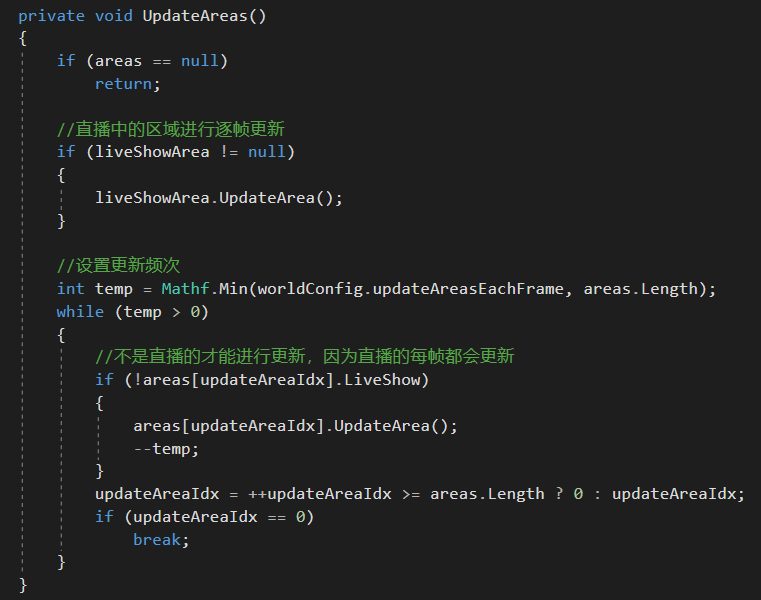 private void UpdateAreas()
{
if (areas == null)
return;
//直播中的区域进行逐帧更新
if (liveShowArea != null)
{
liveShowArea.UpdateArea();
}
//设置更新频次
int temp = Mathf.Min(worldConfig.updateAreasEachFrame, areas.Length);
while (temp > 0)
{
//不是直播的才能进行更新，因为直播的每帧都会更新
if (!areas[updateAreaIdx].LiveShow)
{
areas[updateAreaIdx].UpdateArea();
--temp;
}
updateAreaIdx = ++updateAreaIdx >= areas.Length ? 0 : updateAreaIdx;
if (updateAreaIdx == 0)
break;
}
}